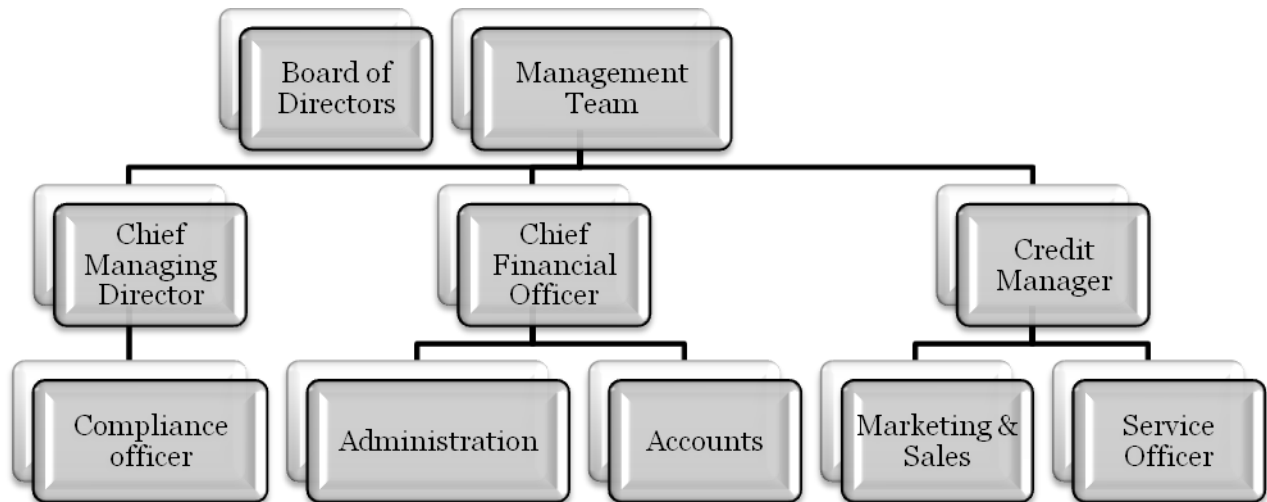 Board of
Directors
Management
Team
Chief
Managing
Director
Chief
Financial
Officer
Credit
Manager
Compliance
officer
Administration
Accounts
Marketing &
Sales
Service
Officer